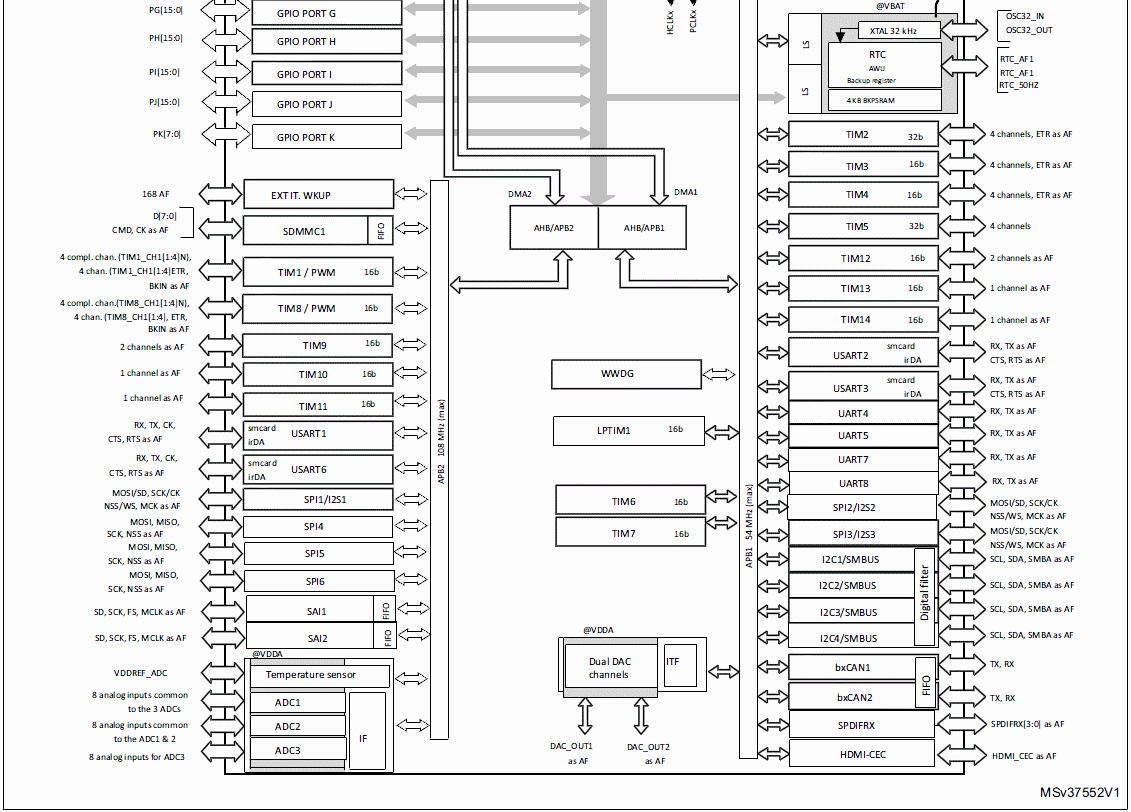 PG[15:0]
GPIO PORT G
PH[15:0]
GPIO PORT H
PI[15:0]
GPIO PORT I
PJ[15:0]
GPIO PORT J
PK[7:0]
GPIO PORT K
HCLKx
PCLKx
@VBAT
LS
LS
XTAL 32 kHz
RTC
AWU
Backup register
4 KB BKPSRAM
OSC32_IN
OSC32_OUT
RTC_AF1
RTC_AF1
RTC_50HZ
168 AF
EXT IT. WKUP
D[7:0]
CMD, CK as AF
SDMMC1
FIFO
4 compl. chan. (TIM1_CH1[1:4]N),
4 chan. (TIM1_CH1[1:4]ETR,
BKIN as AF
TIM1 / PWM 16b
4 compl. chan.(TIM8_CH1[1:4]N),
4 chan. (TIM8_CH1[1:4], ETR,
BKIN as AF
TIM8 / PWM 16b
2 channels as AF
TIM9 16b
1 channel as AF
TIM10 16b
1 channel as AF
TIM11 16b
RX, TX, CK,
CTS, RTS as AF
smcard
irDA
USART1
RX, TX, CK,
CTS, RTS as AF
smcard
irDA
USART6
MOSI/SD, SCK/CK
NSS/WS, MCK as AF
SPI1/I2S1
MOSI, MISO,
SCK, NSS as AF
SPI4
MOSI, MISO,
SCK, NSS as AF
SPI5
MOSI, MISO,
SCK, NSS as AF
SPI6
SD, SCK, FS, MCLK as AF
SAI1
FIFO
SD, SCK, FS, MCLK as AF
SAI2
FIFO
@VDDA
VDDREF_ADC
Temperature sensor
8 analog inputs common
to the 3 ADCs
ADC1
8 analog inputs common
to the ADC1 & 2
ADC2
8 analog inputs for ADC3
ADC3
IF
APB2 108 MHz (max)
DMA2
DMA1
AHB/APB2
AHB/APB1
WWDG
LPTIM1 16b
TIM6 16b
TIM7 16b
@VDDA
Dual DAC
channels
ITF
DAC_OUT1
as AF
DAC_OUT2
as AF
APB1 54 MHz (max)
TIM2 32b
4 channels, ETR as AF
TIM3 16b
4 channels, ETR as AF
TIM4 16b
4 channels, ETR as AF
TIM5 32b
4 channels
TIM12 16b
2 channels as AF
TIM13 16b
1 channel as AF
TIM14 16b
1 channel as AF
USART2
smcard
irDA
RX, TX as AF
CTS, RTS as AF
USART3
smcard
irDA
RX, TX as AF
CTS, RTS as AF
UART4
RX, TX as AF
UART5
RX, TX as AF
UART7
RX, TX as AF
UART8
RX, TX as AF
SPI2/I2S2
MOSI/SD, SCK/CK
NSS/WS, MCK as AF
SPI3/I2S3
MOSI/SD, SCK/CK
NSS/WS, MCK as AF
I2C1/SMBUS
SCL, SDA, SMBA as AF
I2C2/SMBUS
SCL, SDA, SMBA as AF
I2C3/SMBUS
SCL, SDA, SMBA as AF
I2C4/SMBUS
SCL, SDA, SMBA as AF
Digital filter
bxCAN1
TX, RX
bxCAN2
TX, RX
FIFO
SPDIFRX
SPDIFRX[3:0] as AF
HDMI-CEC
HDMI_CEC as AF
MSv37552V1